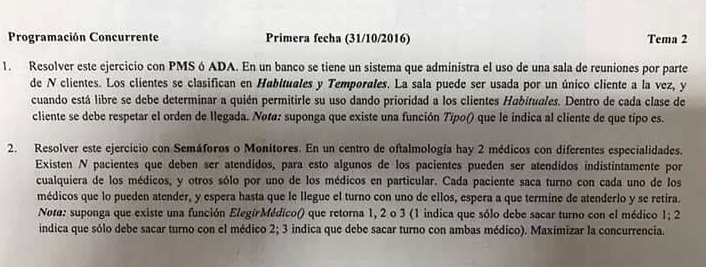 Programación Concurrente Primera fecha (31/10/2016) Tema 2
1. Resolver este ejercicio con PMS ó ADA. En un banco se tiene un sistema que administra el uso de una sala de reuniones por parte
de N clientes. Los clientes se clasifican en Habituales y Temporales. La sala puede ser usada por un único cliente a la vez, y
cuando está libre se debe determinar a quién permitirle su uso dando prioridad a los clientes Habituales. Dentro de cada clase de
cliente se debe respetar el orden de llegada. Nota: suponga que existe una función Tipo() que le indica al cliente de que tipo es.
2. Resolver este ejercicio con Semáforos o Monitores. En un centro de oftalmología hay 2 médicos con diferentes especialidades.
Existen N pacientes que deben ser atendidos, para esto algunos de los pacientes pueden ser atendidos indistintamente por
cualquiera de los médicos, y otros sólo por uno de los médicos en particular. Cada paciente saca turno con cada uno de los
médicos que lo pueden atender, y espera hasta que le llegue el turno con uno de ellos, espera a que termine de atenderlo y se retira.
Nota: suponga que existe una función ElegirMédico() que retorna 1, 2 o 3 (1 indica que sólo debe sacar turno con el médico 1; 2
indica que sólo debe sacar turno con el médico 2; 3 indica que debe sacar turno con ambas médico). Maximizar la concurrencia.